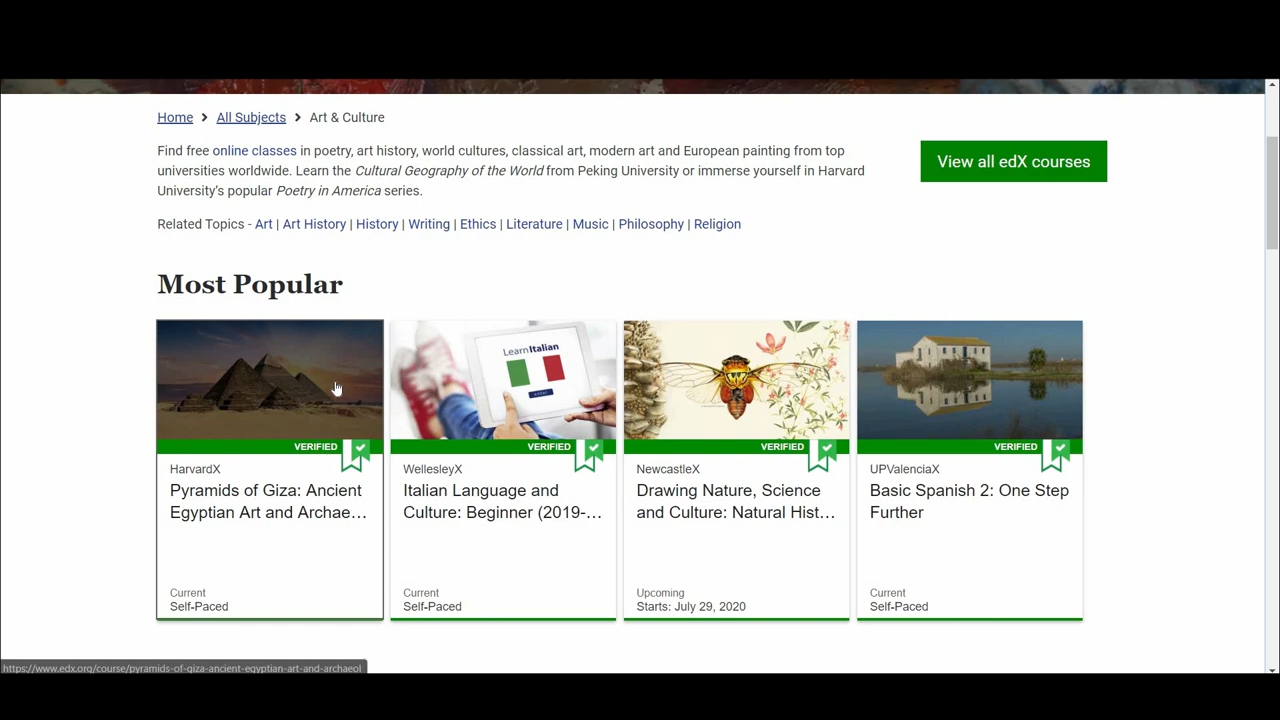 Home > All Subjects > Art & Culture
Find free online classes in poetry, art history, world cultures, classical art, modern art and European painting from top
universities worldwide. Learn the Cultural Geography of the World from Peking University or immerse yourself in Harvard
University's popular Poetry in America series.
View all edX courses
Related Topics - Art | Art History | History | Writing | Ethics | Literature | Music | Philosophy | Religion
Most Popular
LearnItalian
VERIFIED
HarvardX
Pyramids of Giza: Ancient
Egyptian Art and Archae...
Current
Self-Paced
VERIFIED
WellesleyX
Italian Language and
Culture: Beginner (2019-...
Current
Self-Paced
VERIFIED
NewcastleX
Drawing Nature, Science
and Culture: Natural Hist...
Upcoming
Starts: July 29, 2020
VERIFIED
UPValenciaX
Basic Spanish 2: One Step
Further
Current
Self-Paced
https://www.edx.org/course/pyramids-of-giza-ancient-egyptian-art-and-archaeol